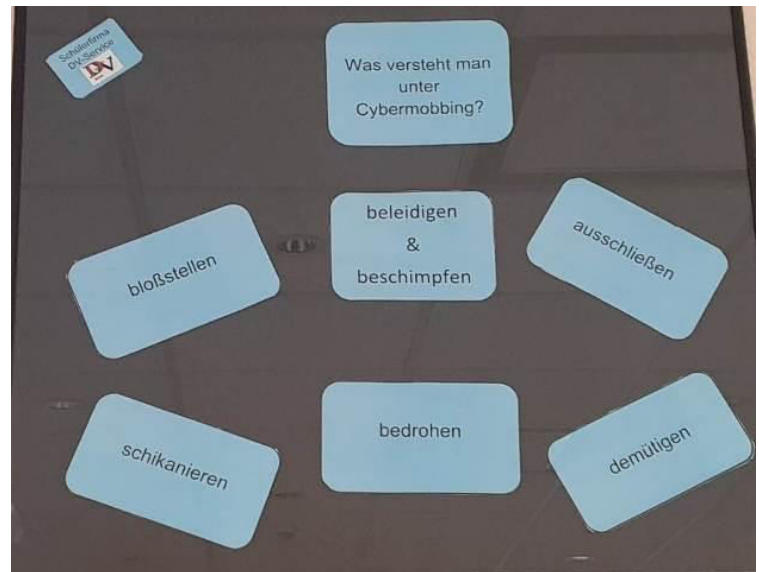 Schülerfirma
DV-Service
DV
Was versteht man
unter
Cybermobbing?
bloßstellen
beleidigen
&
beschimpfen
ausschließen
schikanieren
bedrohen
demütigen